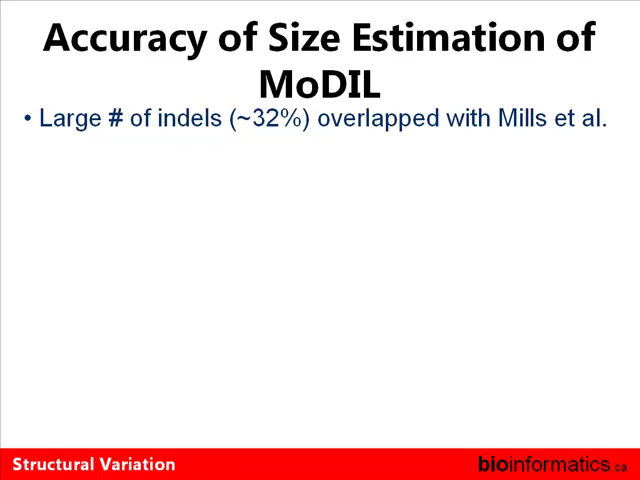 Accuracy of Size Estimation of
MoDIL
• Large # of indels (~32%) overlapped with Mills et al.
Structural Variation
bioinformatics.ca